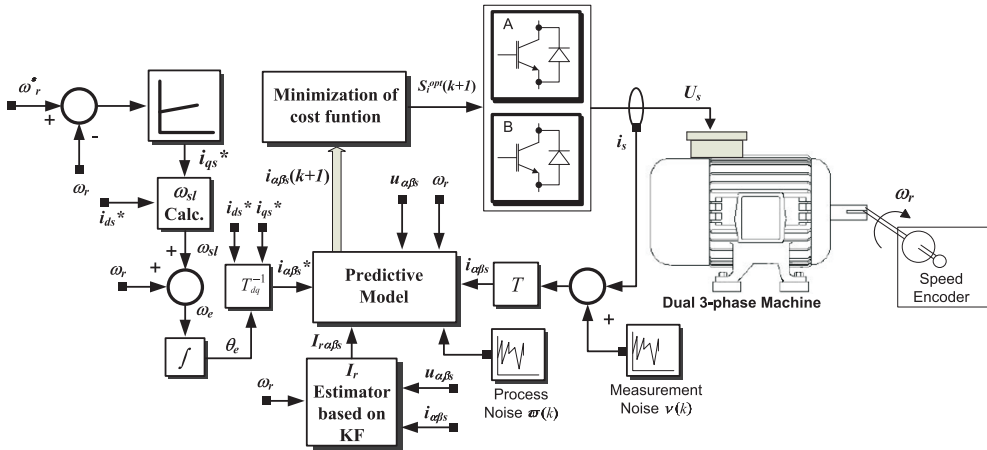 ω*r
+
-
ωr
iqs*
ids*
ωsl
Calc.
+
ωsl
ωr
+
ωe
∫
θe
ids*
iqs*
T⁻¹dq
iαβs*
Minimization of
cost funtion
Siopt(k+1)
iαβs(k+1)
uαβs
ωr
Predictive
Model
Irαβs
Ir
Estimator
based on
KF
ωr
uαβs
iαβs
iαβs
T
+
Process
Noise ϖ(k)
Measurement
Noise ν(k)
A
B
Us
is
Dual 3-phase Machine
ωr
Speed
Encoder